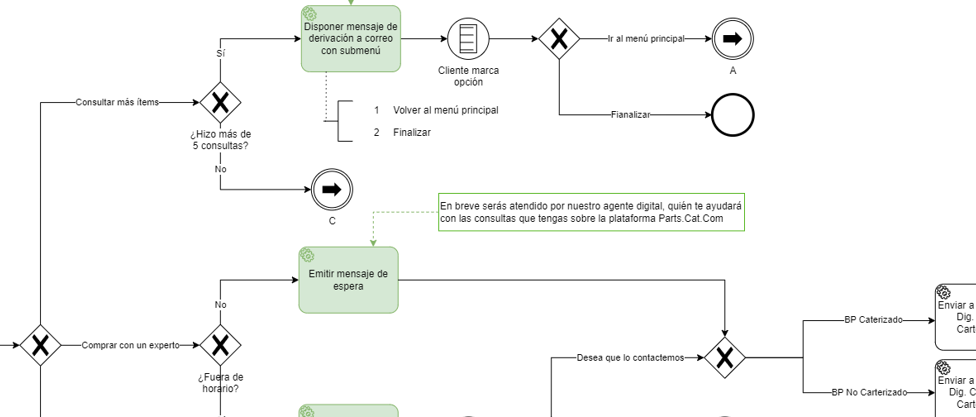 Disponer mensaje de
derivación a correo
con submenú
Sí
Ir al menú principal
Cliente marca
opción
A
Consultar más ítems
1 Volver al menú principal
2 Finalizar
Fianalizar
¿Hizo más de
5 consultas?
No
C
En breve serás atendido por nuestro agente digital, quién te ayudará
con las consultas que tengas sobre la plataforma Parts.Cat.Com
Emitir mensaje de
espera
No
Comprar con un experto
¿Fuera de
horario?
Desea que lo contactemos
BP Caterizado
Enviar a
Dig.
Cart
BP No Carterizado
Enviar a
Dig. C
Cart